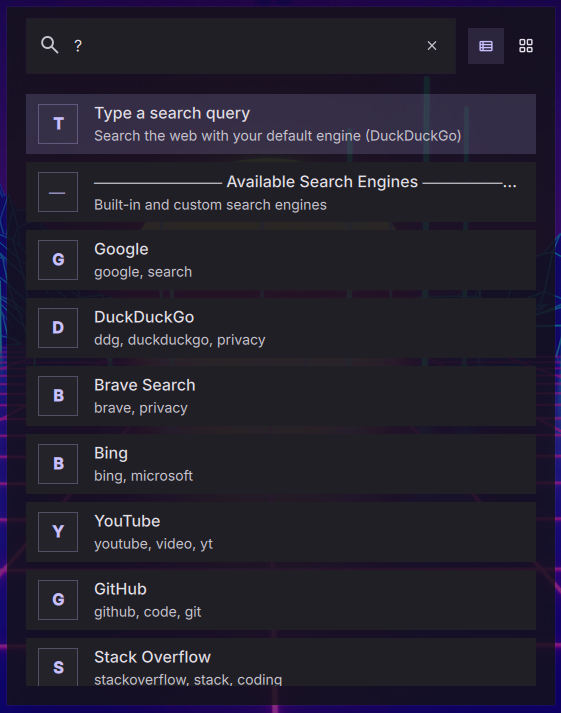 ?
T
Type a search query
Search the web with your default engine (DuckDuckGo)
—
———————— Available Search Engines —————...
Built-in and custom search engines
G
Google
google, search
D
DuckDuckGo
ddg, duckduckgo, privacy
B
Brave Search
brave, privacy
B
Bing
bing, microsoft
Y
YouTube
youtube, video, yt
G
GitHub
github, code, git
S
Stack Overflow
stackoverflow, stack, coding